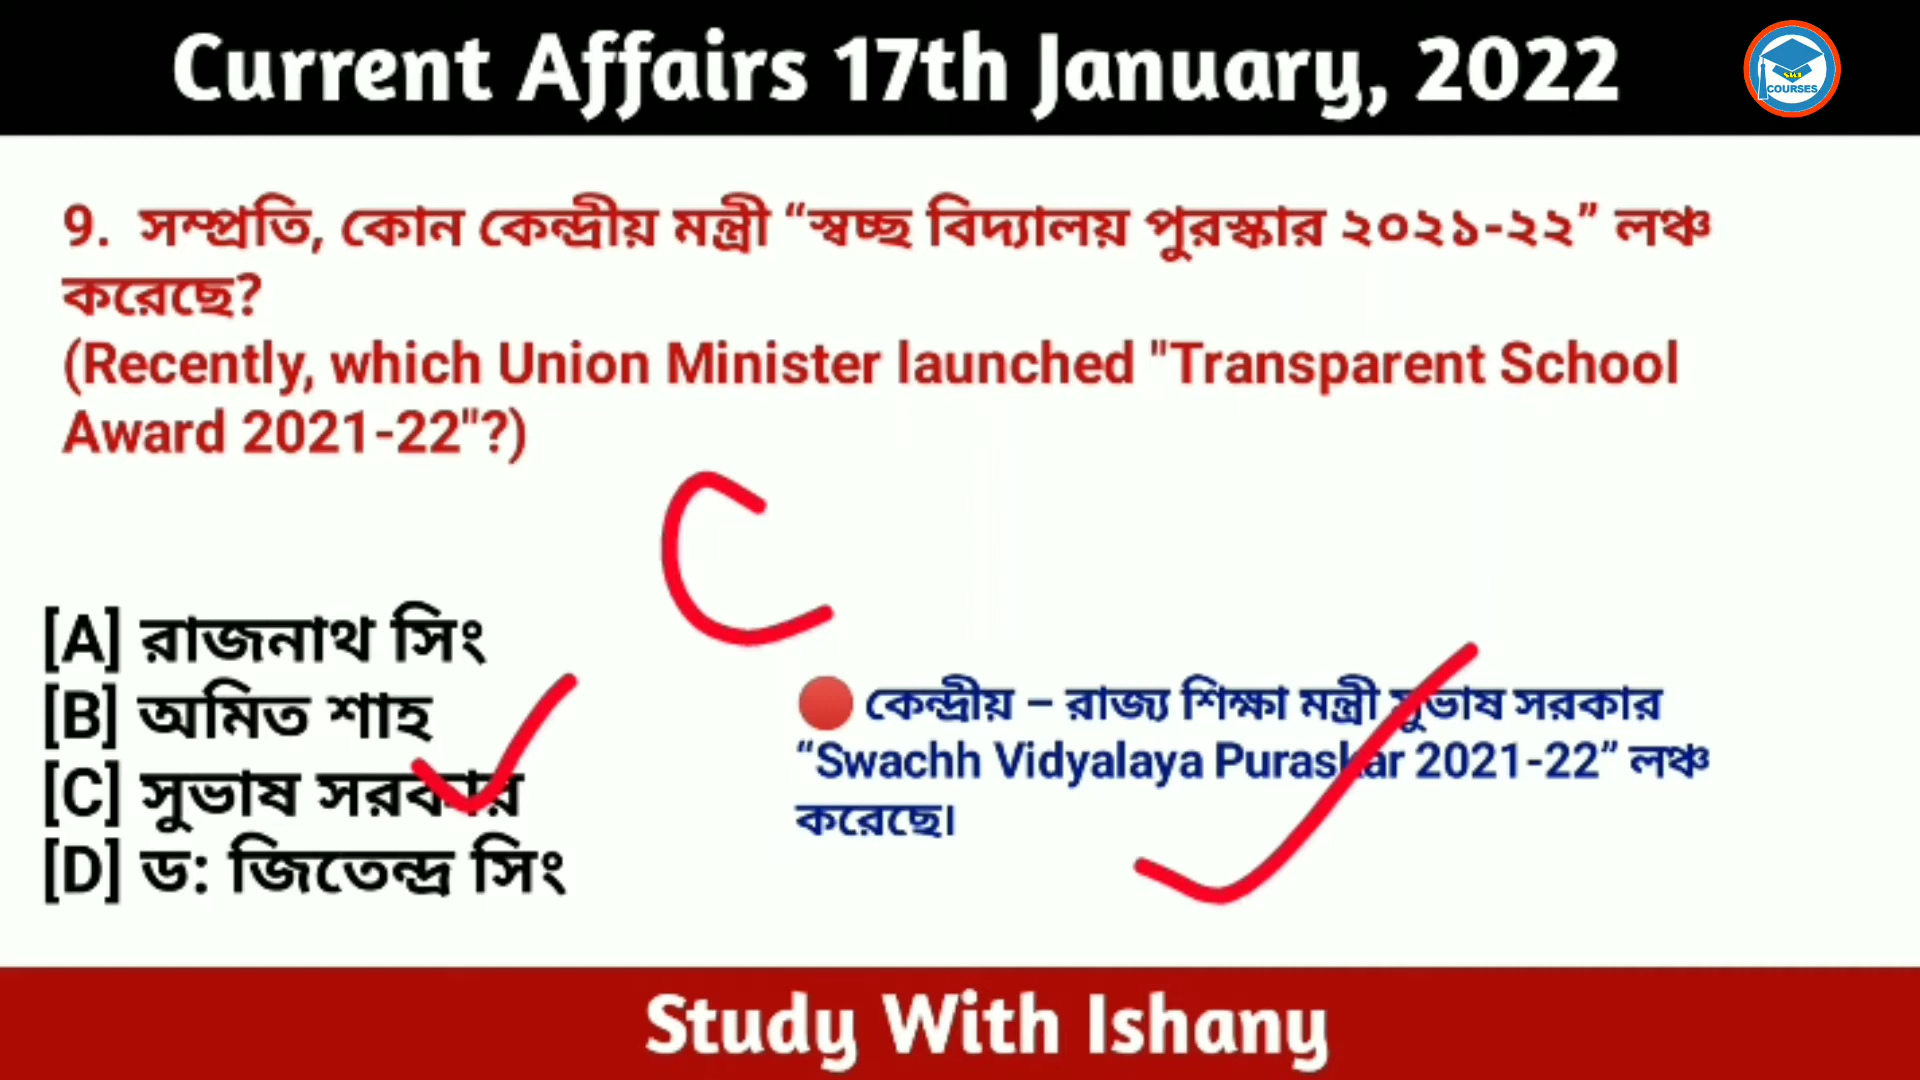 Current Affairs 17th January, 2022
SWI
COURSES
9. সম্প্রতি, কোন কেন্দ্রীয় মন্ত্রী “স্বচ্ছ বিদ্যালয় পুরস্কার ২০২১-২২” লঞ্চ
করেছে?
(Recently, which Union Minister launched "Transparent School
Award 2021-22"?)
C
[A] রাজনাথ সিং
[B] অমিত শাহ
[C] সুভাষ সরকার
[D] ড: জিতেন্দ্র সিং
কেন্দ্রীয় – রাজ্য শিক্ষা মন্ত্রী সুভাষ সরকার
“Swachh Vidyalaya Puraskar 2021-22” লঞ্চ
করেছে।
Study With Ishany